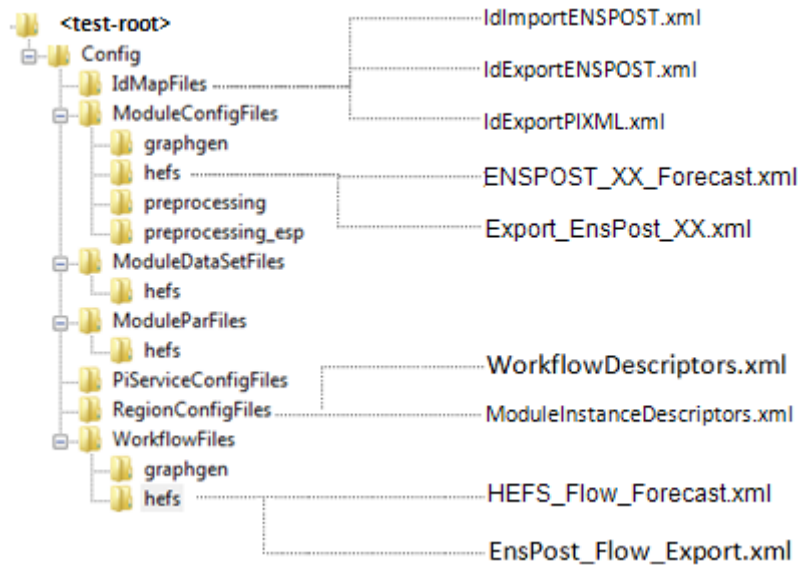 <test-root>
IdImportENSPOST.xml
Config
IdExportENSPOST.xml
IdMapFiles
ModuleConfigFiles
IdExportPIXML.xml
graphgen
hefs
ENSPOST_XX_Forecast.xml
preprocessing
preprocessing_esp
Export_EnsPost_XX.xml
ModuleDataSetFiles
hefs
ModuleParFiles
hefs
PiServiceConfigFiles
WorkflowDescriptors.xml
RegionConfigFiles
ModuleInstanceDescriptors.xml
WorkflowFiles
graphgen
hefs
HEFS_Flow_Forecast.xml
EnsPost_Flow_Export.xml